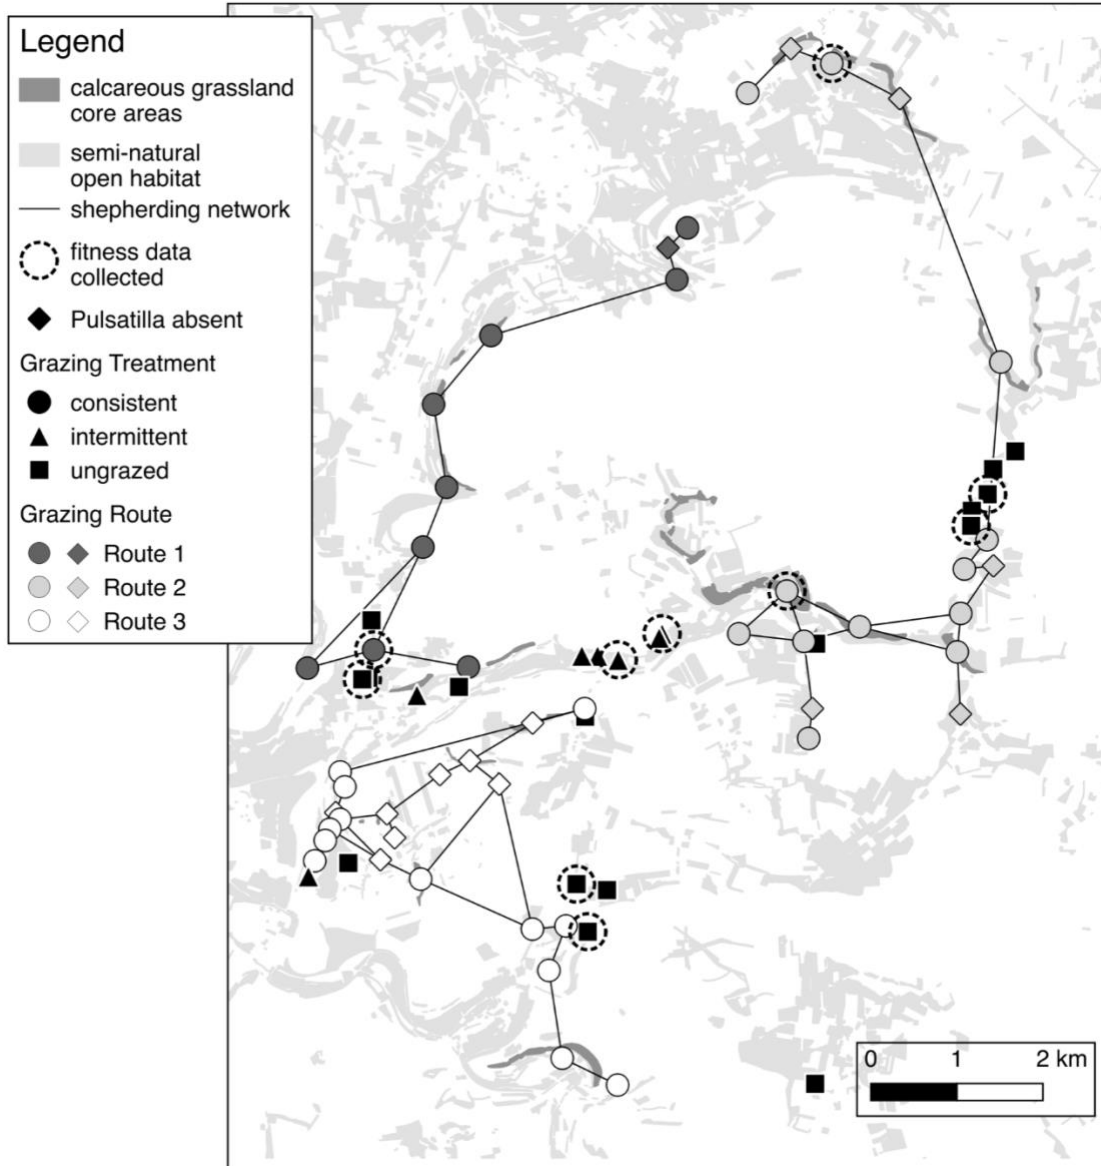 Legend
calcareous grassland
core areas
semi-natural
open habitat
shepherding network
fitness data
collected
Pulsatilla absent
Grazing Treatment
consistent
intermittent
ungrazed
Grazing Route
Route 1
Route 2
Route 3
0 1 2 km